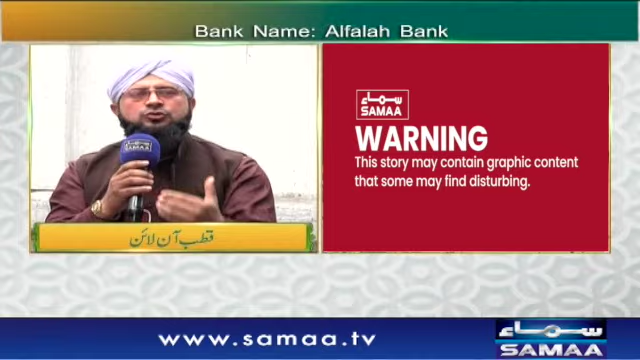 Bank Name: Alfalah Bank
سماء
SAMAA
WARNING
This story may contain graphic content
that some may find disturbing.
SAMAA
قطب آن لائن
www.samaa.tv
سماء
SAMAA